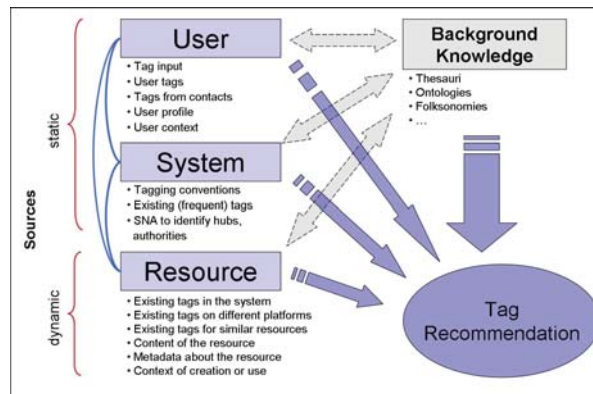 Sources
static
dynamic
User
• Tag input
• User tags
• Tags from contacts
• User profile
• User context
System
• Tagging conventions
• Existing (frequent) tags
• SNA to identify hubs,
authorities
Resource
• Existing tags in the system
• Existing tags on different platforms
• Existing tags for similar resources
• Content of the resource
• Metadata about the resource
• Context of creation or use
Background
Knowledge
• Thesauri
• Ontologies
• Folksonomies
• ...
Tag
Recommendation